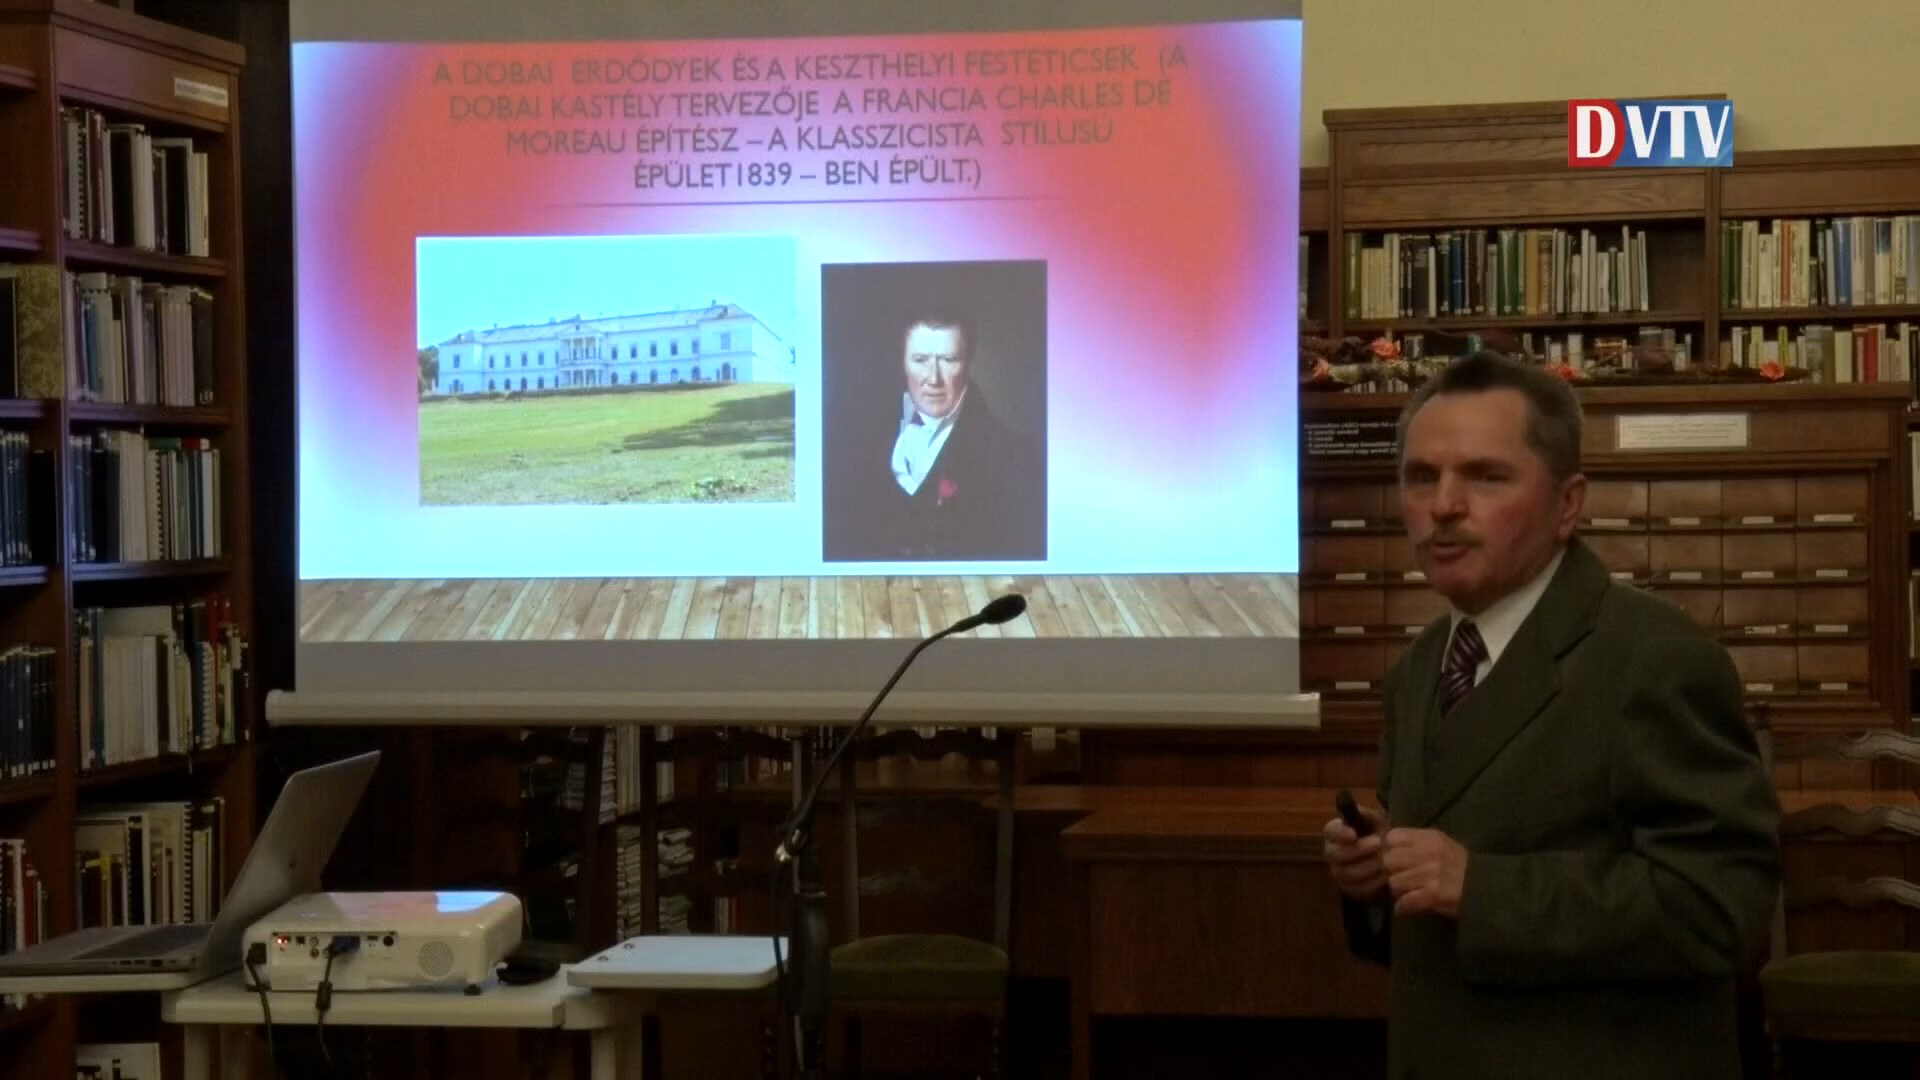 A DOBAI ERDŐDYEK ÉS A KESZTHELYI FESTETICSEK (A
DOBAI KASTÉLY TERVEZŐJE A FRANCIA CHARLES DE
MOREAU ÉPÍTÉSZ – A KLASSZICISTA STÍLUSÚ
ÉPÜLET1839 – BEN ÉPÜLT.)
DVTV